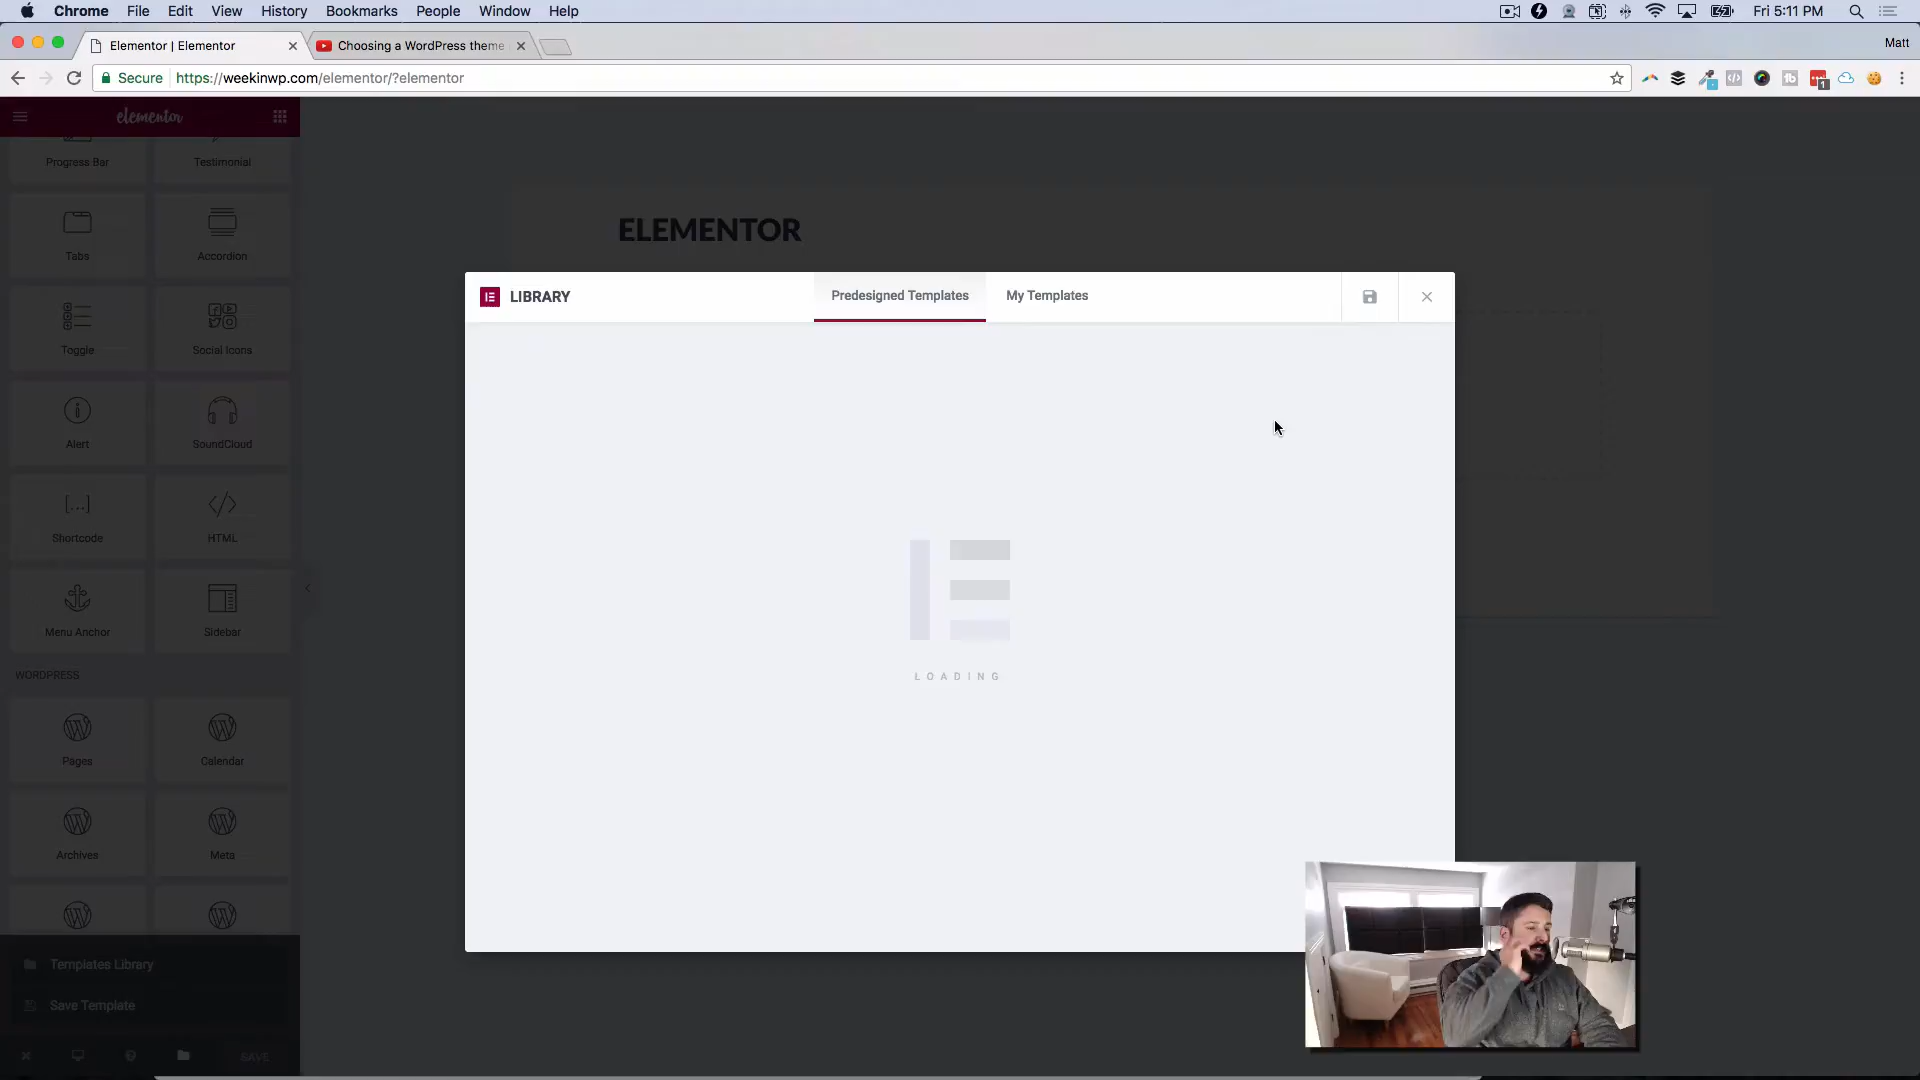 Chrome File Edit View History Bookmarks People Window Help Fri 5:11 PM
Elementor | Elementor Choosing a WordPress theme Matt
Secure https://weekinwp.com/elementor/?elementor
elementor
Progress Bar Testimonial
ELEMENTOR
Tabs Accordion
LIBRARY Predesigned Templates My Templates
Toggle Social Icons
Alert SoundCloud
Shortcode HTML
Menu Anchor Sidebar
LOADING
WORDPRESS
Pages Calendar
Archives Meta
Templates Library
Save Template
SAVE